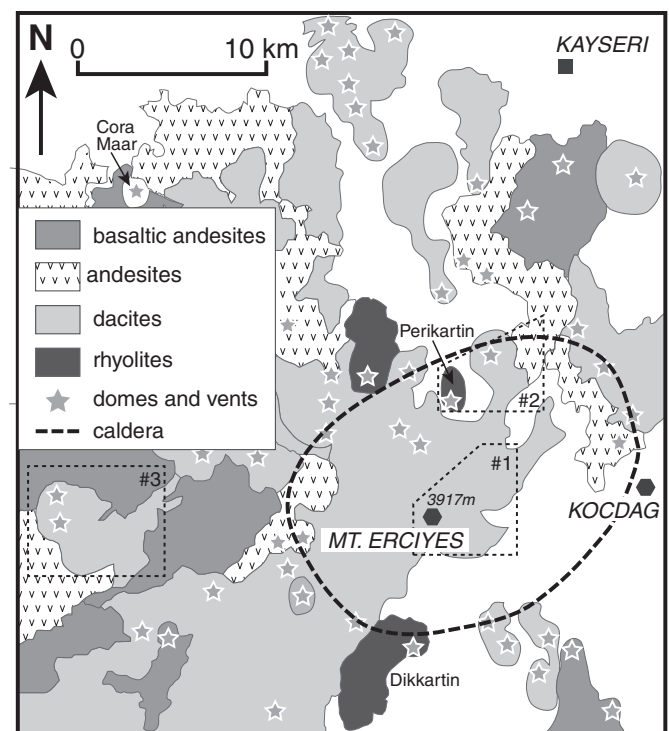 N
0 10 km
KAYSERI
Cora
Maar
basaltic andesites
andesites
dacites
rhyolites
domes and vents
caldera
Perikartin
#2
#1
#3
3917m
MT. ERCIYES
KOCDAG
Dikkartin